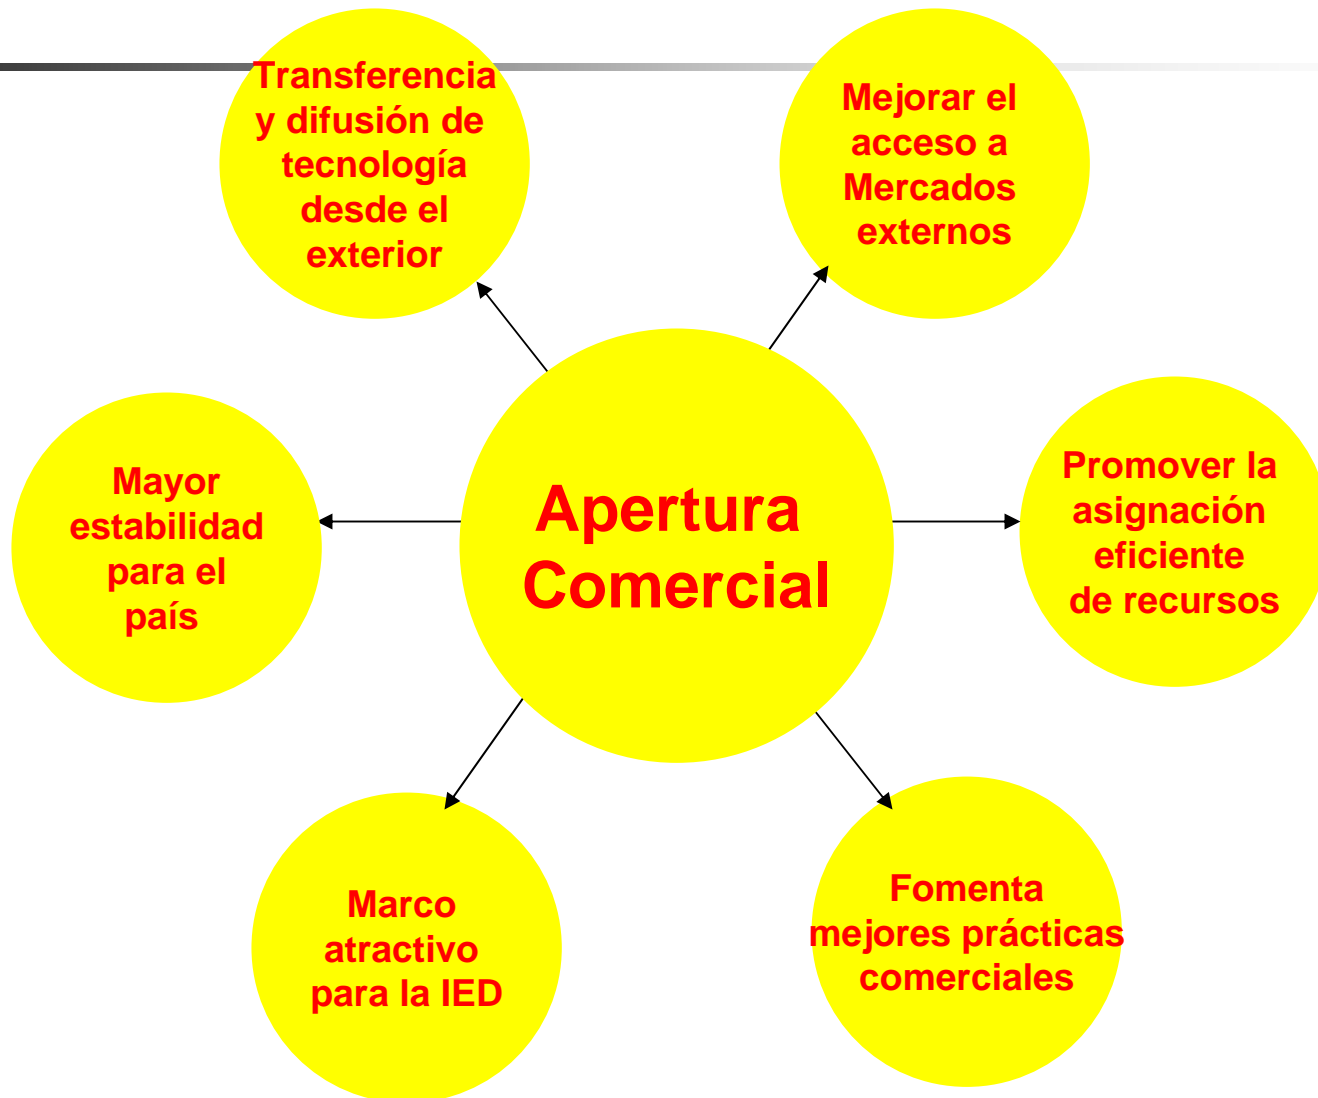 Transferencia
y difusión de
tecnología
desde el
exterior
Mejorar el
acceso a
Mercados
externos
Mayor
estabilidad
para el
país
Apertura
Comercial
Promover la
asignación
eficiente
de recursos
Marco
atractivo
para la IED
Fomenta
mejores prácticas
comerciales